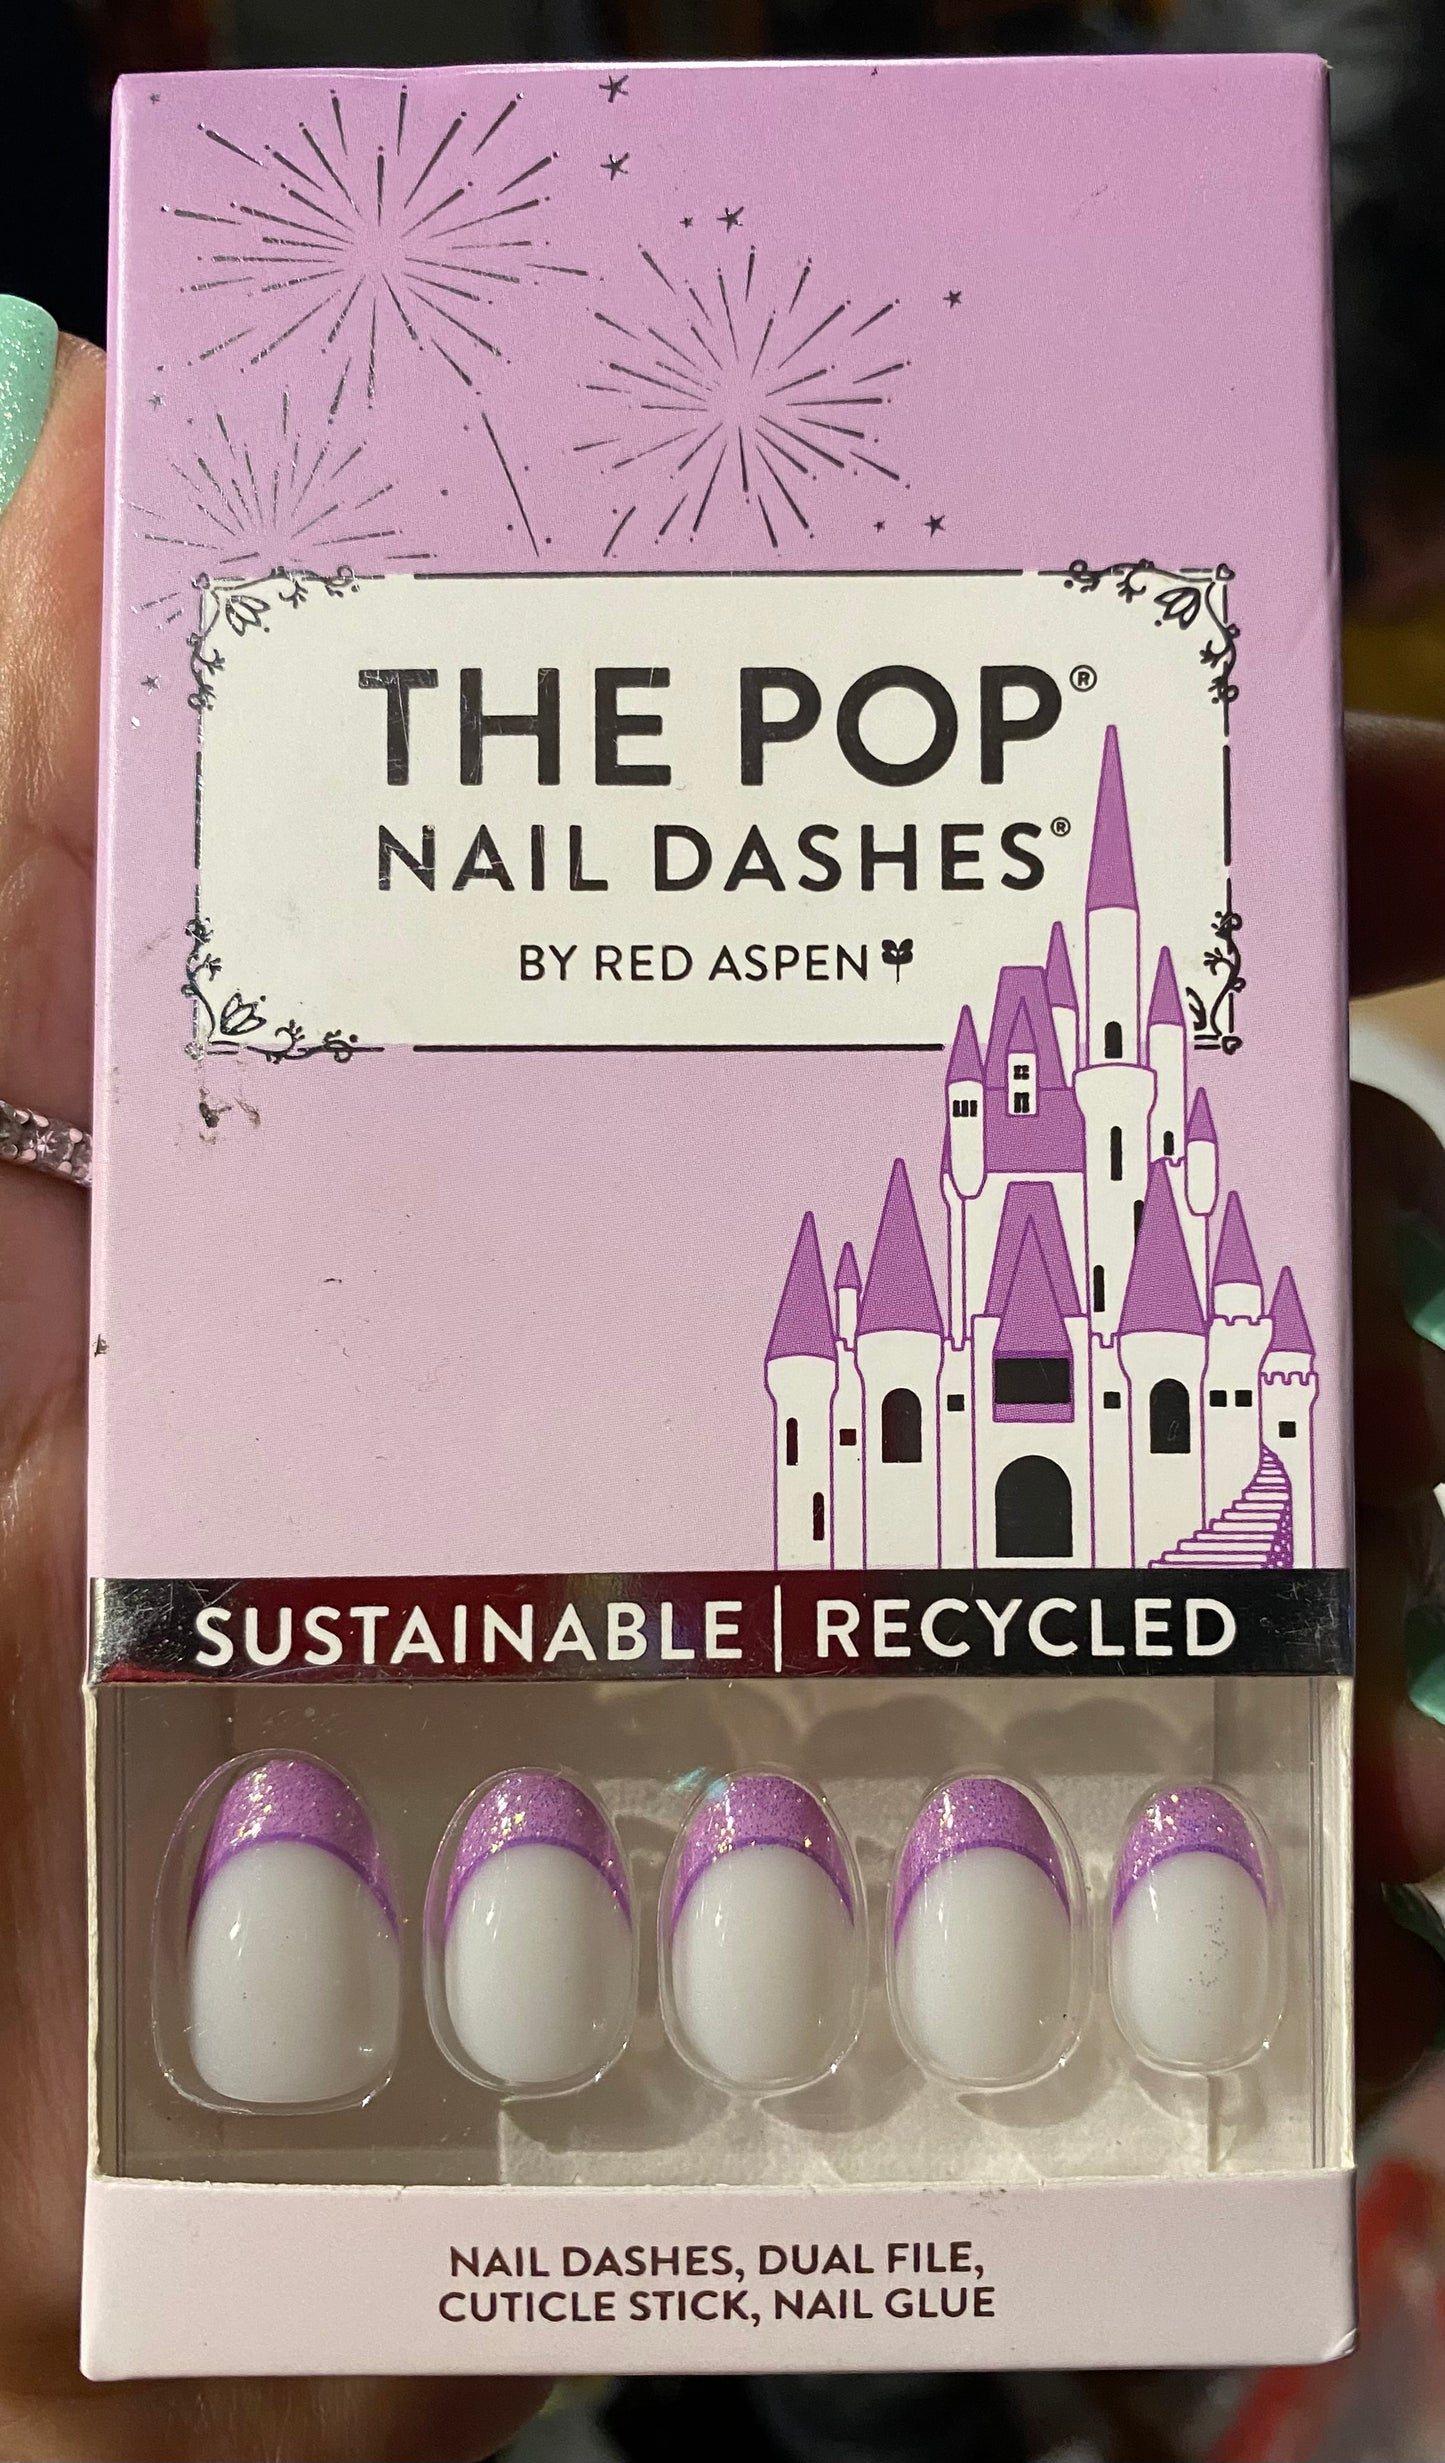 THE POP®
NAIL DASHES®
BY RED ASPEN
SUSTAINABLE | RECYCLED
NAIL DASHES, DUAL FILE,
CUTICLE STICK, NAIL GLUE